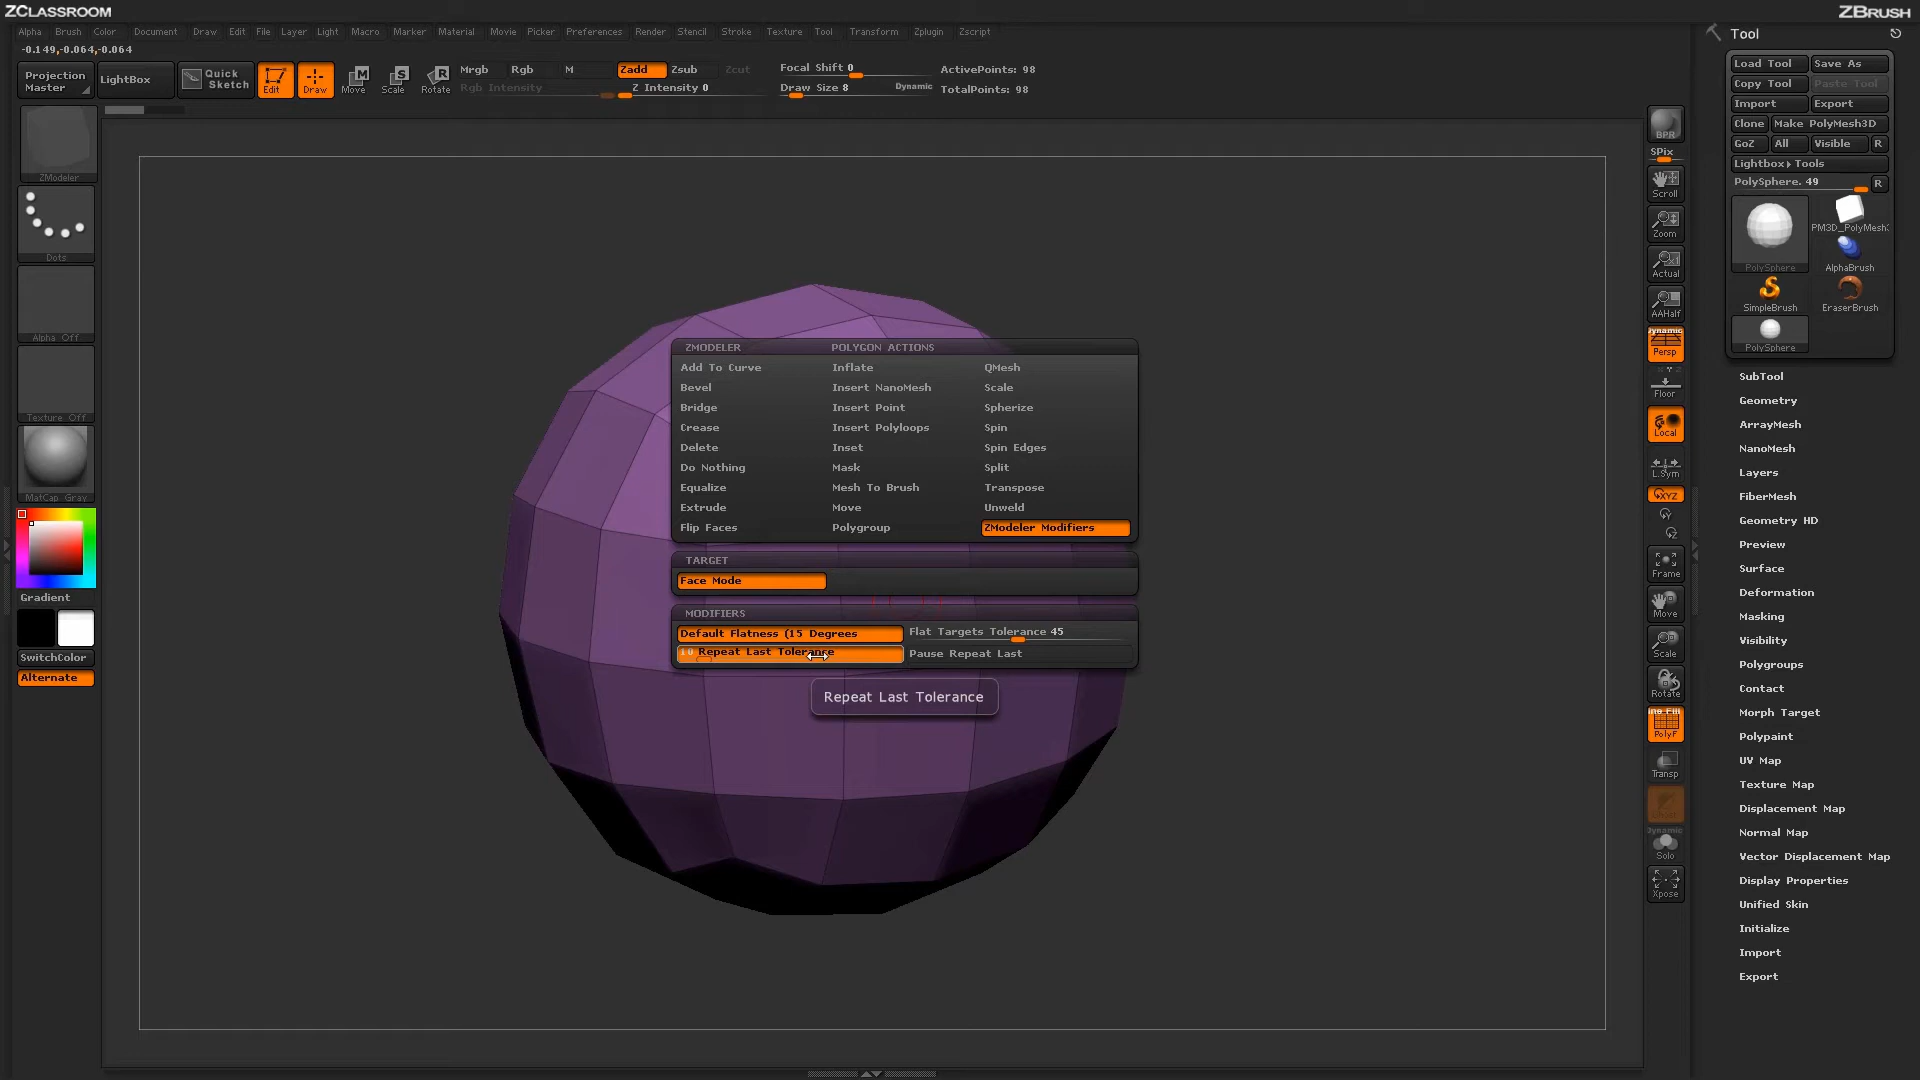 ZCLASSROOM
ZBRUSH
Alpha Brush Color Document Draw Edit File Layer Light Macro Marker Material Movie Picker Preferences Render Stencil Stroke Texture Tool Transform Zplugin Zscript
-0.149,-0.064,-0.064
Projection Master
LightBox
Quick Sketch
Edit
Draw
Move
Scale
Rotate
Mrgb Rgb M Zadd Zsub Zcut
Rgb Intensity
Z Intensity 0
Focal Shift 0
Draw Size 8
Dynamic
ActivePoints: 98
TotalPoints: 98
ZModeler
Dots
Alpha Off
Texture Off
MatCap Gray
Gradient
SwitchColor
Alternate
ZMODELER POLYGON ACTIONS
Add To Curve Inflate QMesh
Bevel Insert NanoMesh Scale
Bridge Insert Point Spherize
Crease Insert Polyloops Spin
Delete Inset Spin Edges
Do Nothing Mask Split
Equalize Mesh To Brush Transpose
Extrude Move Unweld
Flip Faces Polygroup ZModeler Modifiers
TARGET
Face Mode
MODIFIERS
Default Flatness (15 Degrees Flat Targets Tolerance 45
10 Repeat Last Tolerance Pause Repeat Last
Repeat Last Tolerance
BPR
SPix
Scroll
Zoom
Actual
AAHalf
Dynamic
Persp
Floor
Local
L.Sym
XYZ
Frame
Move
Scale
Rotate
PolyF
Transp
Dynamic
Solo
Xpose
Tool
Load Tool Save As
Copy Tool Paste Tool
Import Export
Clone Make PolyMesh3D
GoZ All Visible R
Lightbox▸Tools
PolySphere. 49 R
PolySphere
PM3D_PolyMesh3
AlphaBrush
SimpleBrush EraserBrush
PolySphere
SubTool
Geometry
ArrayMesh
NanoMesh
Layers
FiberMesh
Geometry HD
Preview
Surface
Deformation
Masking
Visibility
Polygroups
Contact
Morph Target
Polypaint
UV Map
Texture Map
Displacement Map
Normal Map
Vector Displacement Map
Display Properties
Unified Skin
Initialize
Import
Export